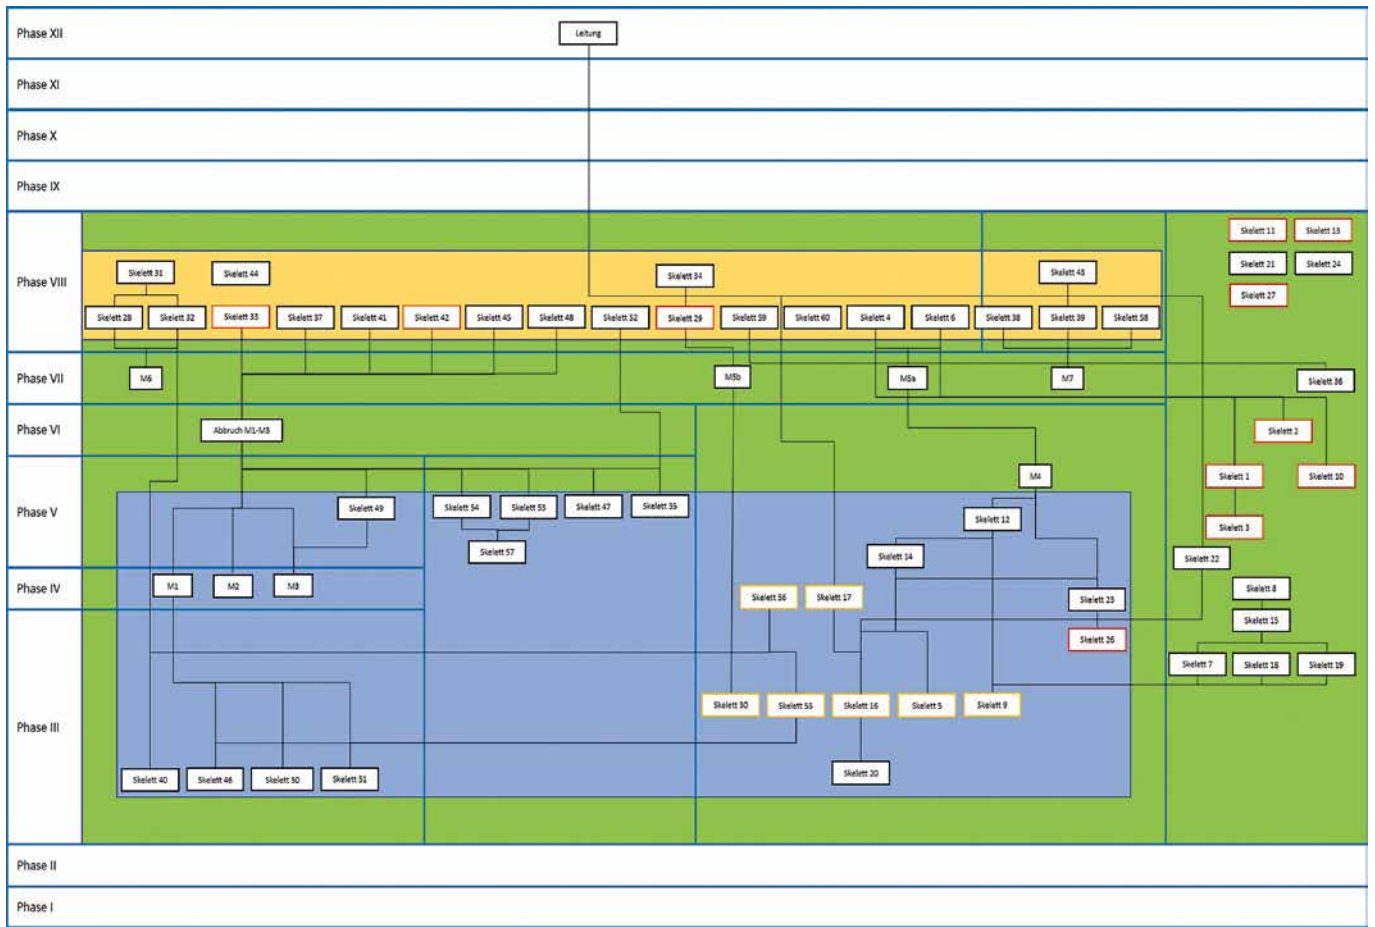 Phase XII
Leitung
Phase XI
Phase X
Phase IX
Phase VIII
Skelett 11
Skelett 13
Skelett 21
Skelett 24
Skelett 27
Skelett 31
Skelett 44
Skelett 34
Skelett 43
Skelett 28
Skelett 32
Skelett 33
Skelett 37
Skelett 41
Skelett 42
Skelett 45
Skelett 48
Skelett 52
Skelett 29
Skelett 59
Skelett 60
Skelett 4
Skelett 6
Skelett 38
Skelett 39
Skelett 58
Phase VII
M6
M5b
M5a
M7
Skelett 36
Phase VI
Abbruch M1-M3
Skelett 2
Phase V
M4
Skelett 1
Skelett 10
Skelett 49
Skelett 54
Skelett 53
Skelett 47
Skelett 35
Skelett 12
Skelett 3
Skelett 57
Skelett 14
Skelett 22
Phase IV
M1
M2
M3
Skelett 56
Skelett 17
Skelett 23
Skelett 8
Phase III
Skelett 15
Skelett 26
Skelett 7
Skelett 18
Skelett 19
Skelett 30
Skelett 55
Skelett 16
Skelett 5
Skelett 9
Skelett 40
Skelett 46
Skelett 50
Skelett 51
Skelett 20
Phase II
Phase I